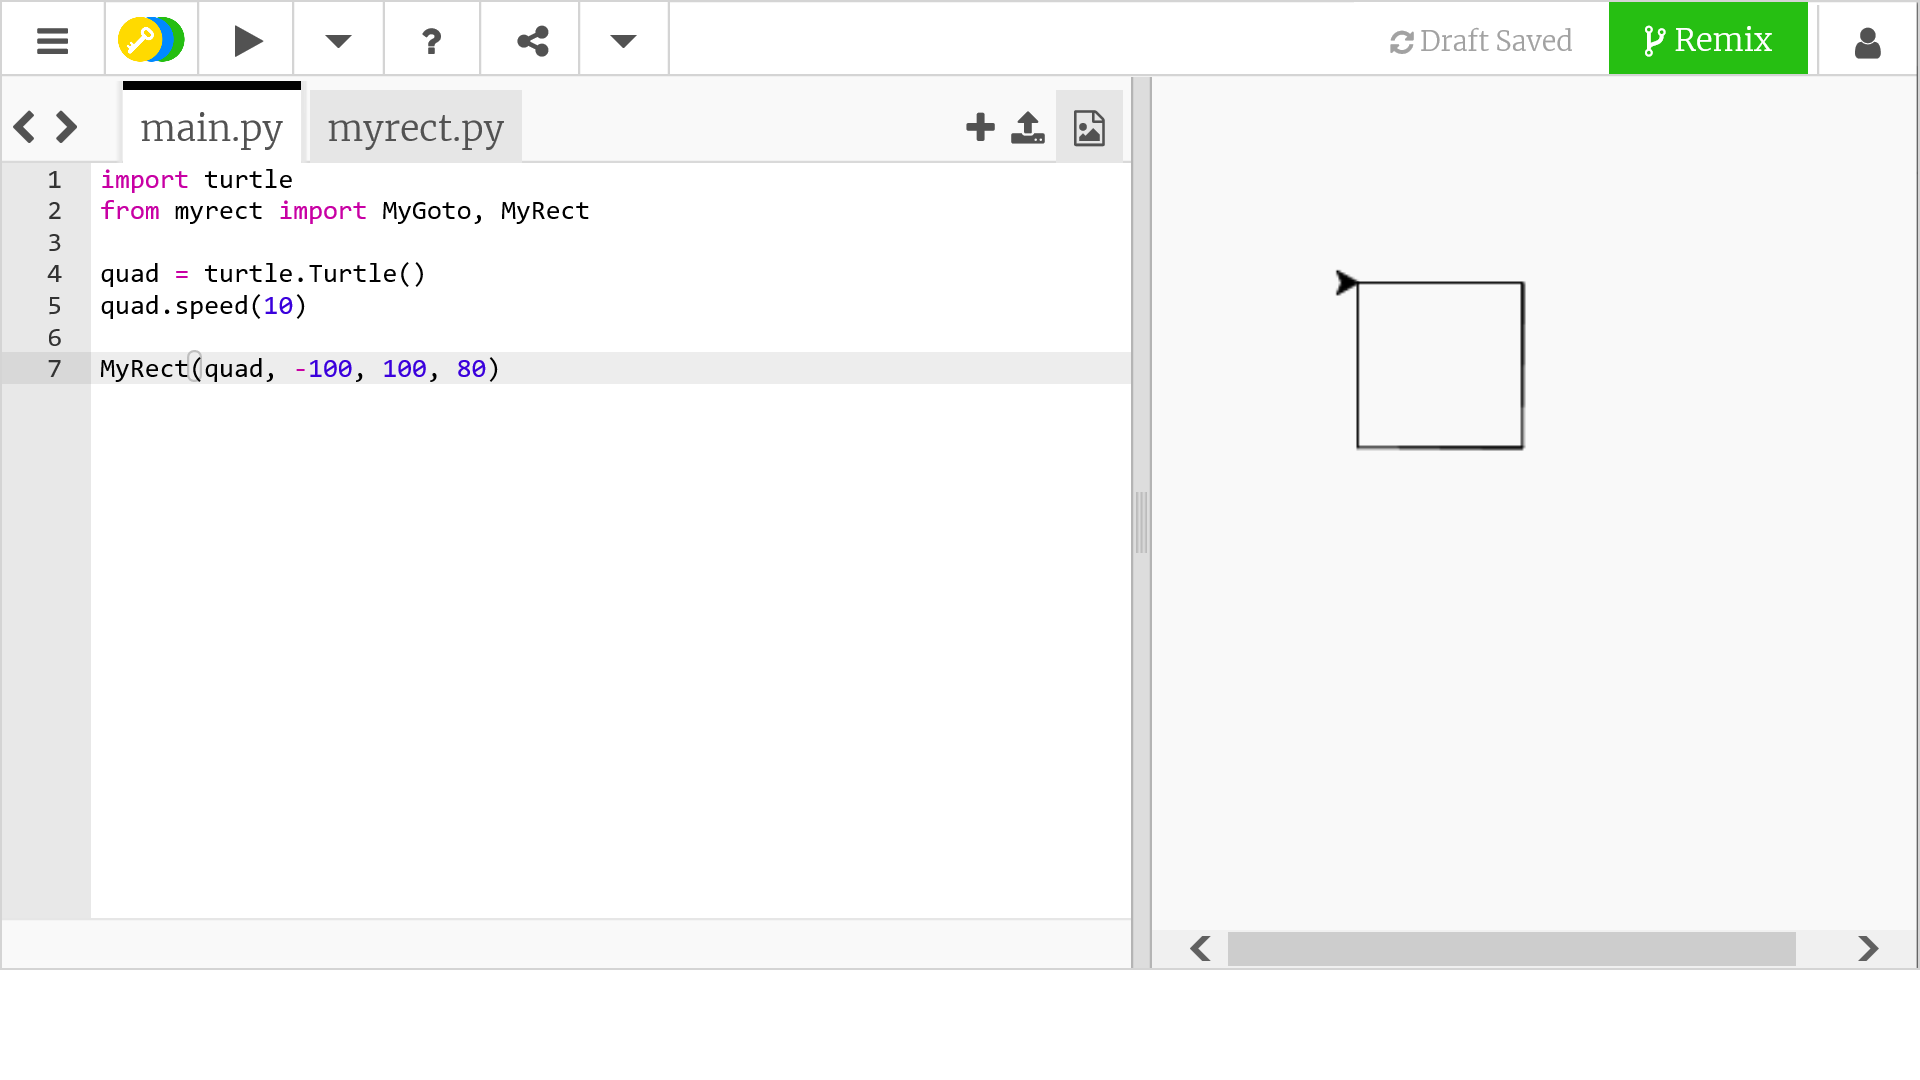 ? Draft Saved Remix
main.py myrect.py
1 import turtle
2 from myrect import MyGoto, MyRect
3
4 quad = turtle.Turtle()
5 quad.speed(10)
6
7 MyRect(quad, -100, 100, 80)